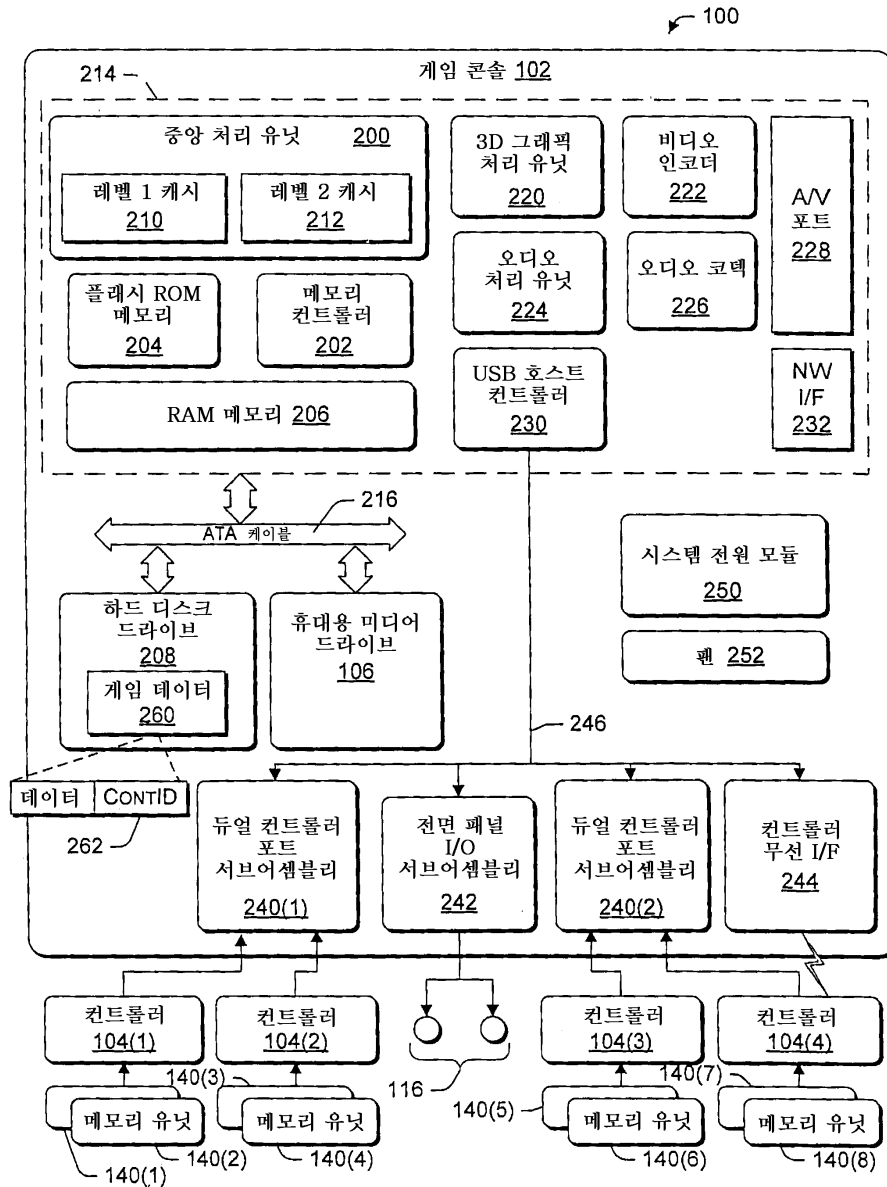 100
게임 콘솔 102
214
중앙 처리 유닛 200
레벨 1 캐시
210
레벨 2 캐시
212
3D 그래픽
처리 유닛
220
비디오
인코더
222
A/V
포트
228
플래시 ROM
메모리
204
메모리
컨트롤러
202
오디오
처리 유닛
224
오디오 코텍
226
RAM 메모리 206
USB 호스트
컨트롤러
230
NW
I/F
232
216
ATA 케이블
하드 디스크
드라이브
208
게임 데이터
260
휴대용 미디어
드라이브
106
시스템 전원 모듈
250
팬 252
246
데이터
CONTID
262
듀얼 컨트롤러
포트
서브어셈블리
240(1)
전면 패널
I/O
서브어셈블리
242
듀얼 컨트롤러
포트
서브어셈블리
240(2)
컨트롤러
무선 I/F
244
컨트롤러
104(1)
컨트롤러
104(2)
컨트롤러
104(3)
컨트롤러
104(4)
116
140(3)
140(5)
140(7)
메모리 유닛
메모리 유닛
메모리 유닛
메모리 유닛
140(1)
140(2)
140(4)
140(6)
140(8)